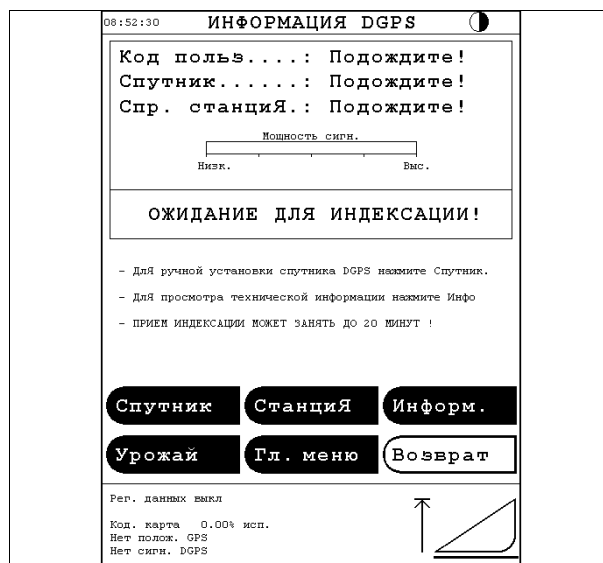 08:52:30 ИНФОРМАЦИЯ DGPS
Код польз....: Подождите!
Спутник......: Подождите!
Спр. станциЯ.: Подождите!
Мощность сигн.
Низк. Выс.
ОЖИДАНИЕ ДЛЯ ИНДЕКСАЦИИ!
- ДлЯ ручной установки спутника DGPS нажмите Спутник.
- ДлЯ просмотра технической информации нажмите Инфо
- ПРИЕМ ИНДЕКСАЦИИ МОЖЕТ ЗАНЯТЬ ДО 20 МИНУТ !
Спутник СтанциЯ Информ.
Урожай Гл. меню Возврат
Рег. данных выкл
Код. карта 0.00% исп.
Нет полож. GPS
Нет сигн. DGPS